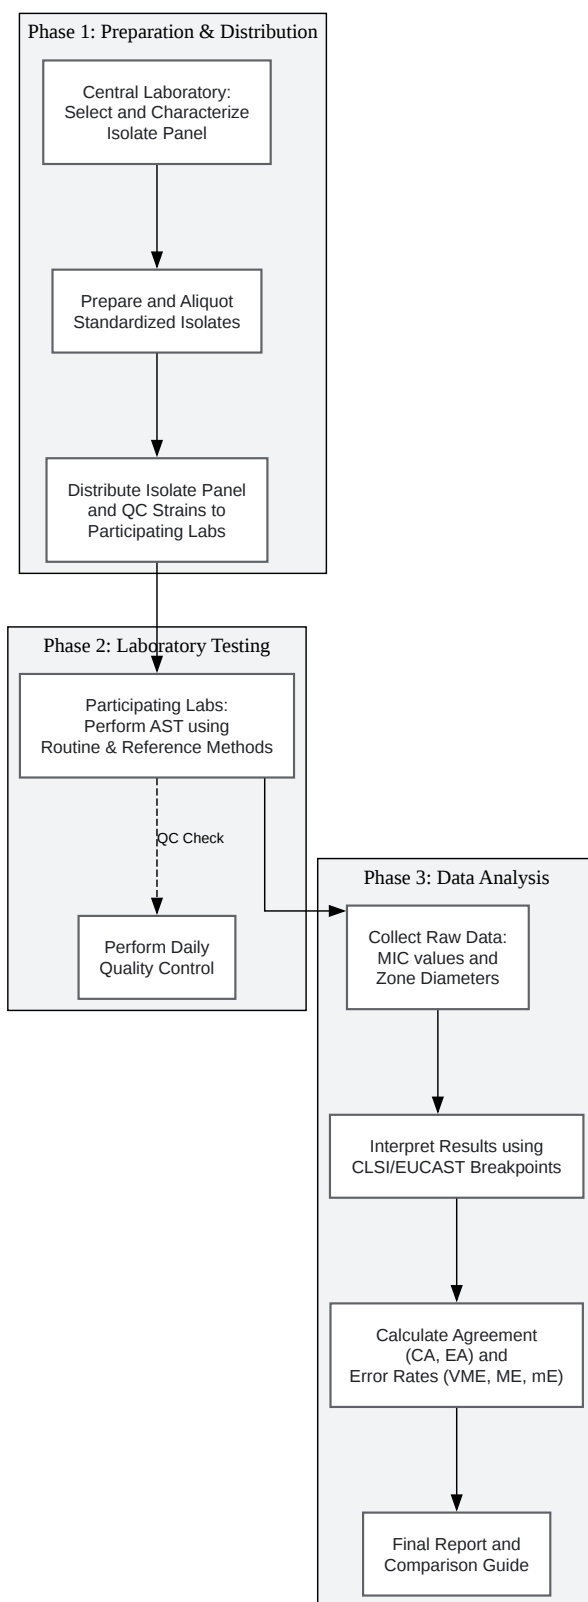 Phase 1: Preparation & Distribution
Central Laboratory:
Select and Characterize
Isolate Panel
Prepare and Aliquot
Standardized Isolates
Distribute Isolate Panel
and QC Strains to
Participating Labs
Phase 2: Laboratory Testing
Participating Labs:
Perform AST using
Routine & Reference Methods
QC Check
Perform Daily
Quality Control
Phase 3: Data Analysis
Collect Raw Data:
MIC values and
Zone Diameters
Interpret Results using
CLSI/EUCAST Breakpoints
Calculate Agreement
(CA, EA) and
Error Rates (VME, ME, mE)
Final Report and
Comparison Guide